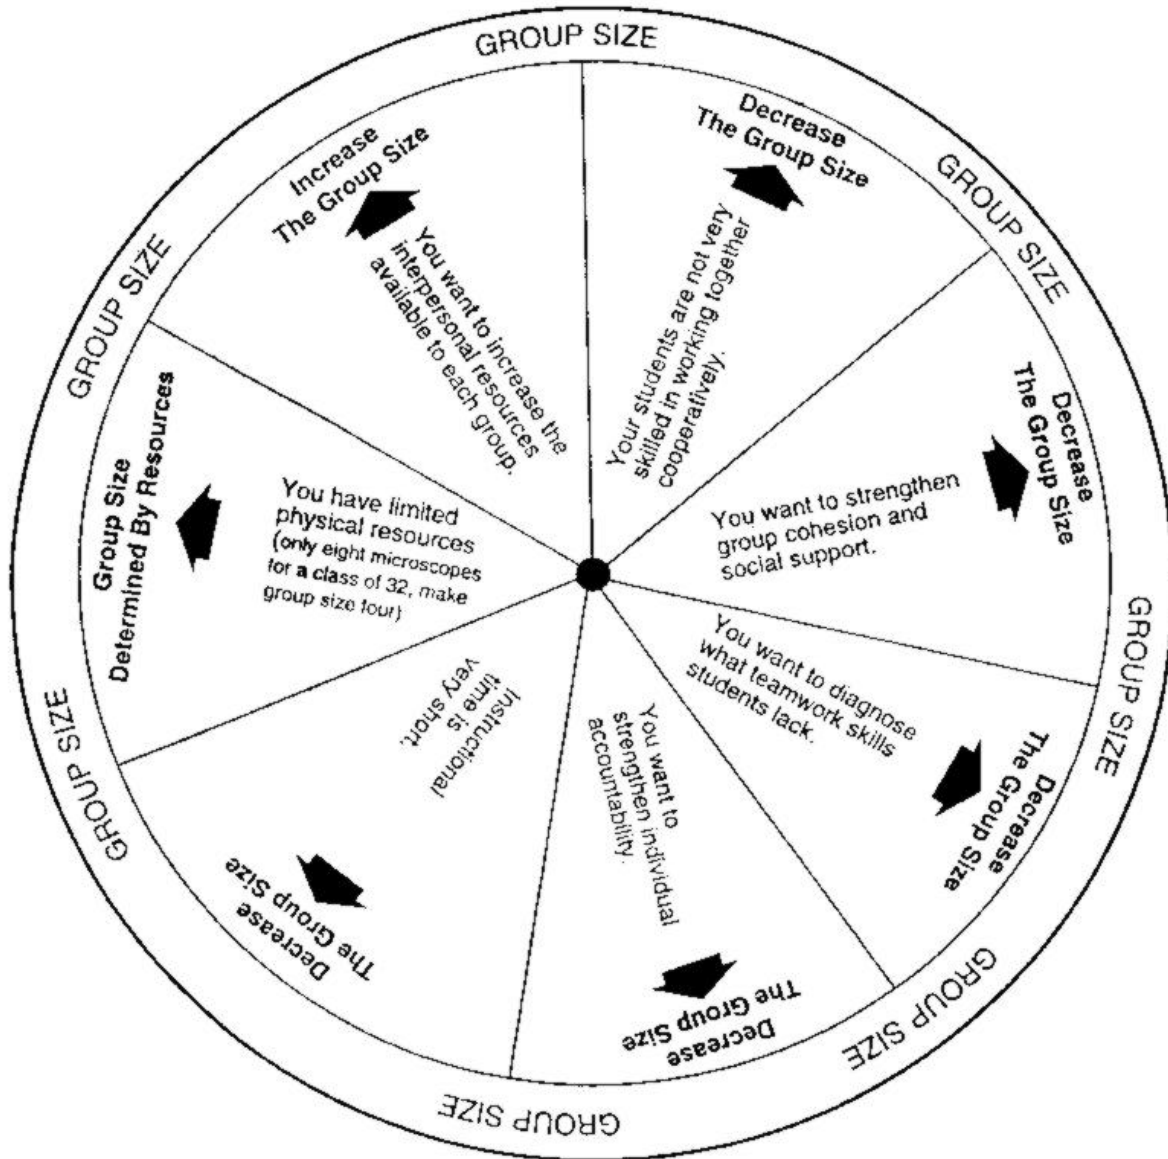 GROUP SIZE
Decrease
The Group Size
Your students are not very
skilled in working together
cooperatively.
GROUP SIZE
Decrease
The Group Size
You want to strengthen
group cohesion and
social support.
GROUP SIZE
You want to diagnose
what teamwork skills
students lack.
Decrease
The Group Size
GROUP SIZE
You want to
strengthen individual
accountability.
Decrease
The Group Size
GROUP SIZE
Instructional
time is
very short.
Decrease
The Group Size
GROUP SIZE
Group Size
Determined By Resources
You have limited
physical resources
(only eight microscopes
for a class of 32, make
group size four)
GROUP SIZE
Increase
The Group Size
You want to increase the
interpersonal resources
available to each group.